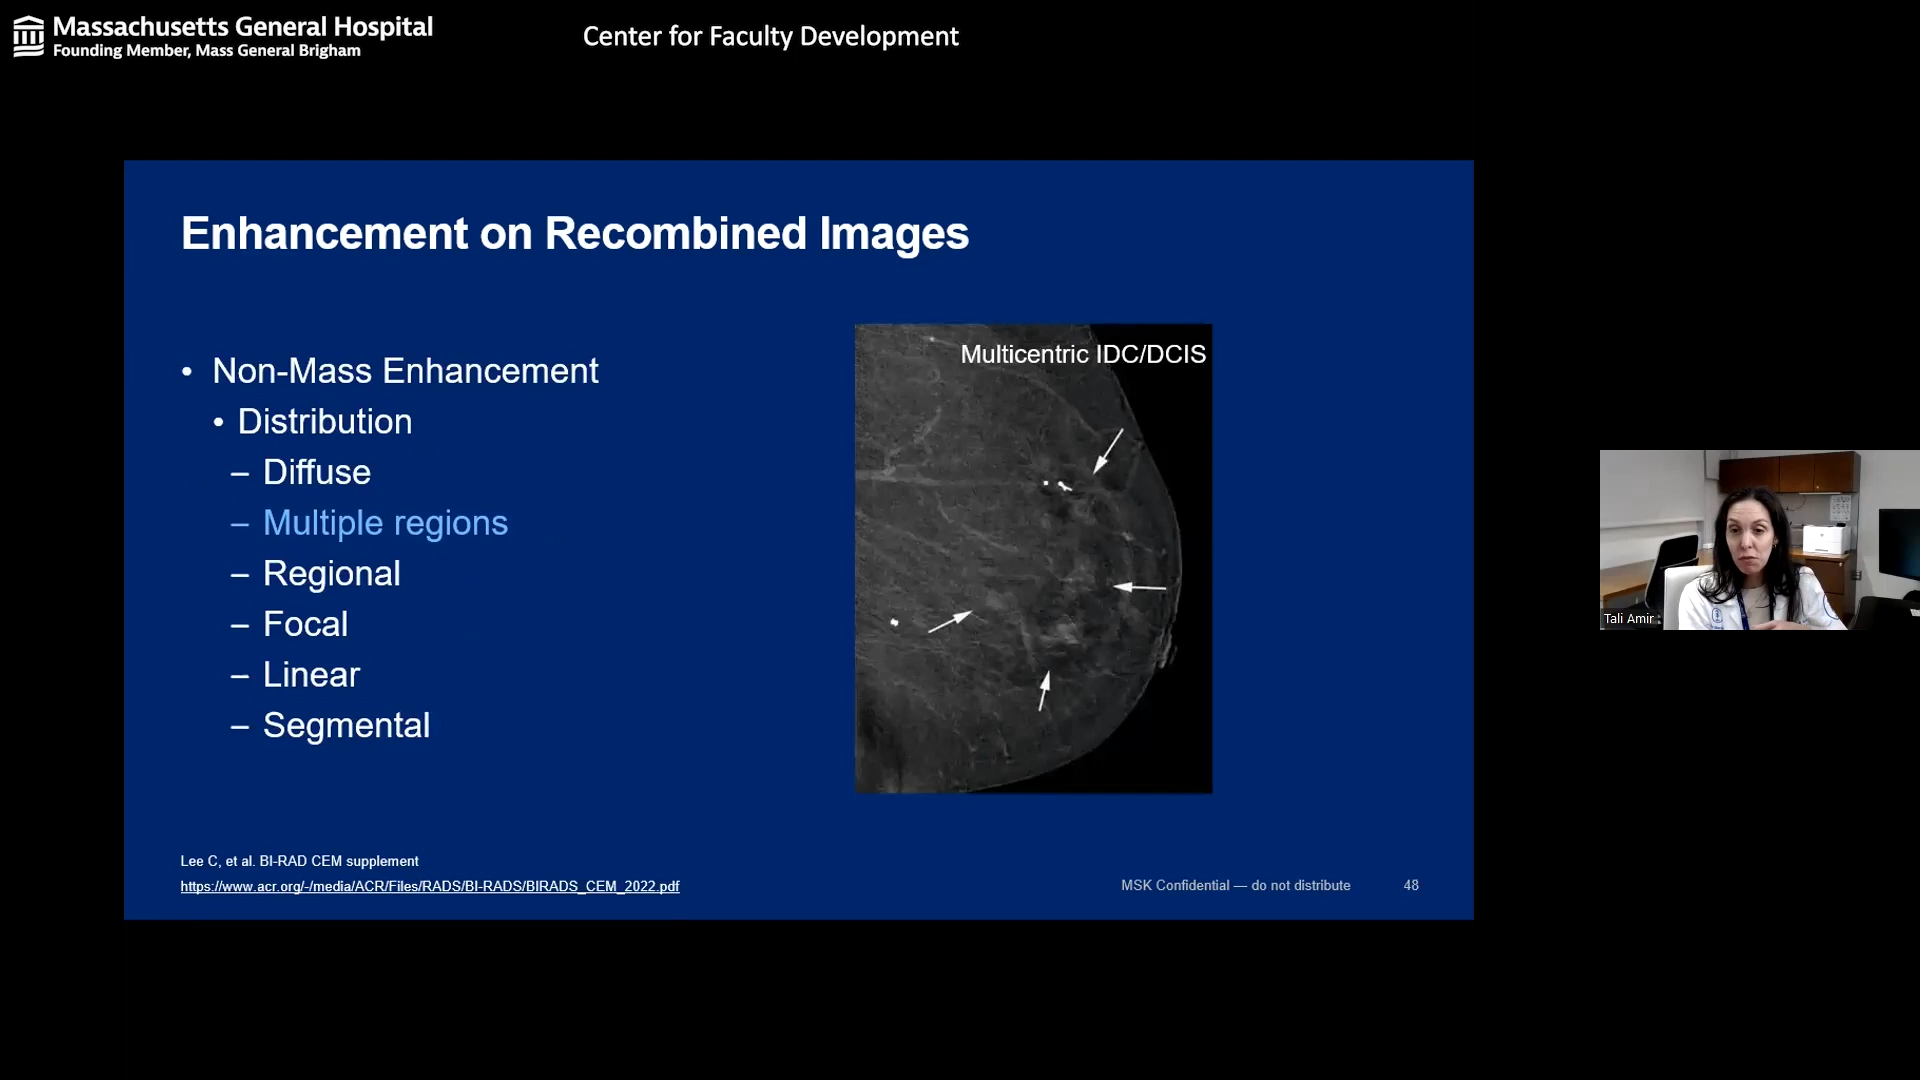 Massachusetts General Hospital
Founding Member, Mass General Brigham
Center for Faculty Development
Enhancement on Recombined Images
• Non-Mass Enhancement
• Distribution
– Diffuse
– Multiple regions
– Regional
– Focal
– Linear
– Segmental
Multicentric IDC/DCIS
Tali Amir
Lee C, et al. BI-RAD CEM supplement
https://www.acr.org/-/media/ACR/Files/RADS/BI-RADS/BIRADS_CEM_2022.pdf
MSK Confidential — do not distribute
48